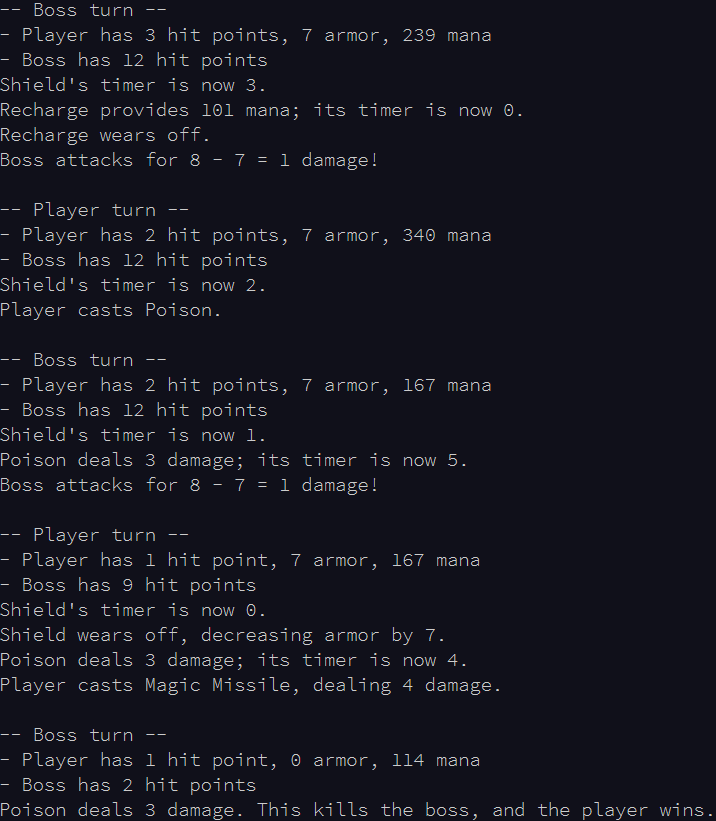 -- Boss turn --
- Player has 3 hit points, 7 armor, 239 mana
- Boss has 12 hit points
Shield's timer is now 3.
Recharge provides 101 mana; its timer is now 0.
Recharge wears off.
Boss attacks for 8 - 7 = 1 damage!

-- Player turn --
- Player has 2 hit points, 7 armor, 340 mana
- Boss has 12 hit points
Shield's timer is now 2.
Player casts Poison.

-- Boss turn --
- Player has 2 hit points, 7 armor, 167 mana
- Boss has 12 hit points
Shield's timer is now 1.
Poison deals 3 damage; its timer is now 5.
Boss attacks for 8 - 7 = 1 damage!

-- Player turn --
- Player has 1 hit point, 7 armor, 167 mana
- Boss has 9 hit points
Shield's timer is now 0.
Shield wears off, decreasing armor by 7.
Poison deals 3 damage; its timer is now 4.
Player casts Magic Missile, dealing 4 damage.

-- Boss turn --
- Player has 1 hit point, 0 armor, 114 mana
- Boss has 2 hit points
Poison deals 3 damage. This kills the boss, and the player wins.